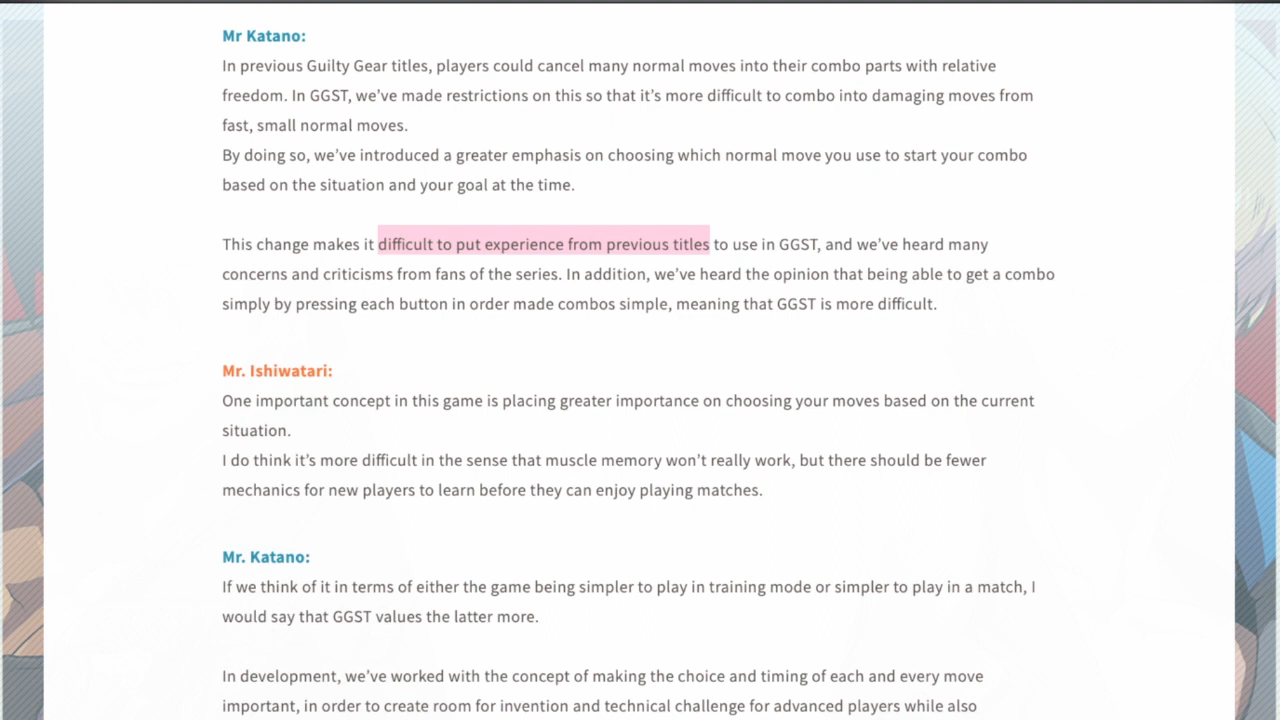 Mr Katano:
In previous Guilty Gear titles, players could cancel many normal moves into their combo parts with relative
freedom. In GGST, we’ve made restrictions on this so that it’s more difficult to combo into damaging moves from
fast, small normal moves.
By doing so, we’ve introduced a greater emphasis on choosing which normal move you use to start your combo
based on the situation and your goal at the time.
This change makes it difficult to put experience from previous titles to use in GGST, and we’ve heard many
concerns and criticisms from fans of the series. In addition, we’ve heard the opinion that being able to get a combo
simply by pressing each button in order made combos simple, meaning that GGST is more difficult.
Mr. Ishiwatari:
One important concept in this game is placing greater importance on choosing your moves based on the current
situation.
I do think it’s more difficult in the sense that muscle memory won’t really work, but there should be fewer
mechanics for new players to learn before they can enjoy playing matches.
Mr. Katano:
If we think of it in terms of either the game being simpler to play in training mode or simpler to play in a match, I
would say that GGST values the latter more.
In development, we’ve worked with the concept of making the choice and timing of each and every move
important, in order to create room for invention and technical challenge for advanced players while also